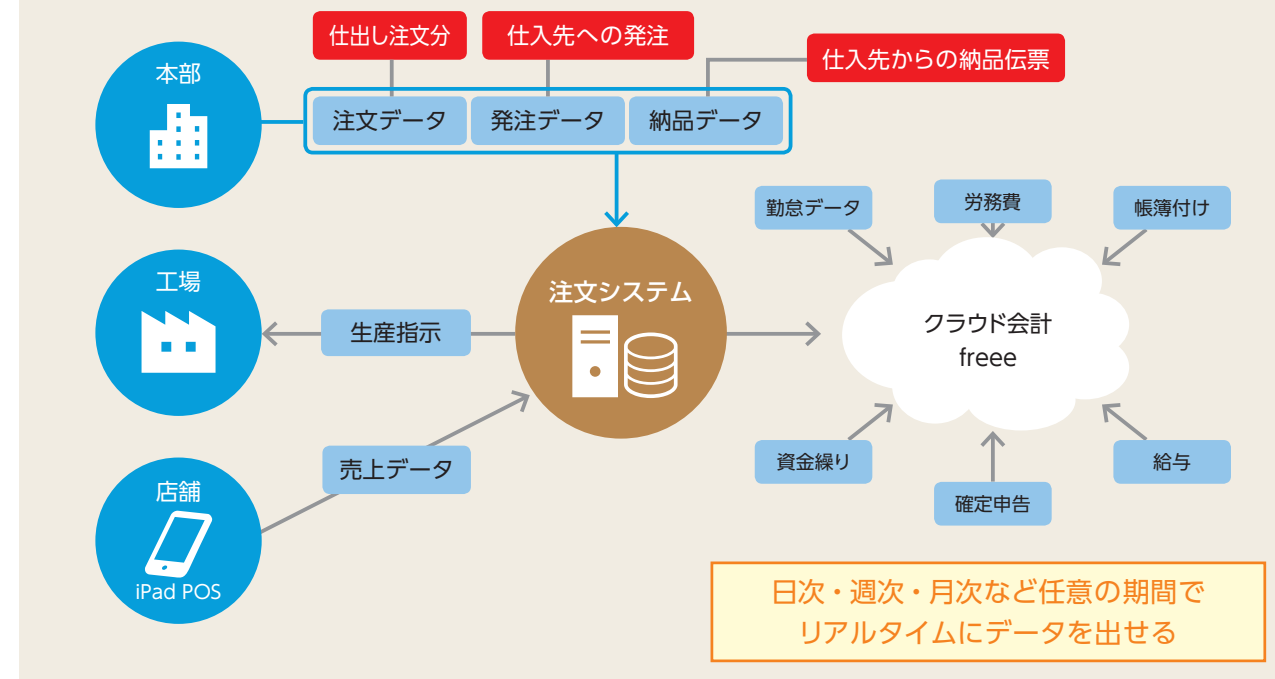 仕出し注文分
仕入先への発注
仕入先からの納品伝票
本部
注文データ
発注データ
納品データ
勤怠データ
労務費
帳簿付け
工場
生産指示
注文システム
クラウド会計
freee
店舗
iPad POS
売上データ
資金繰り
確定申告
給与
日次・週次・月次など任意の期間で
リアルタイムにデータを出せる